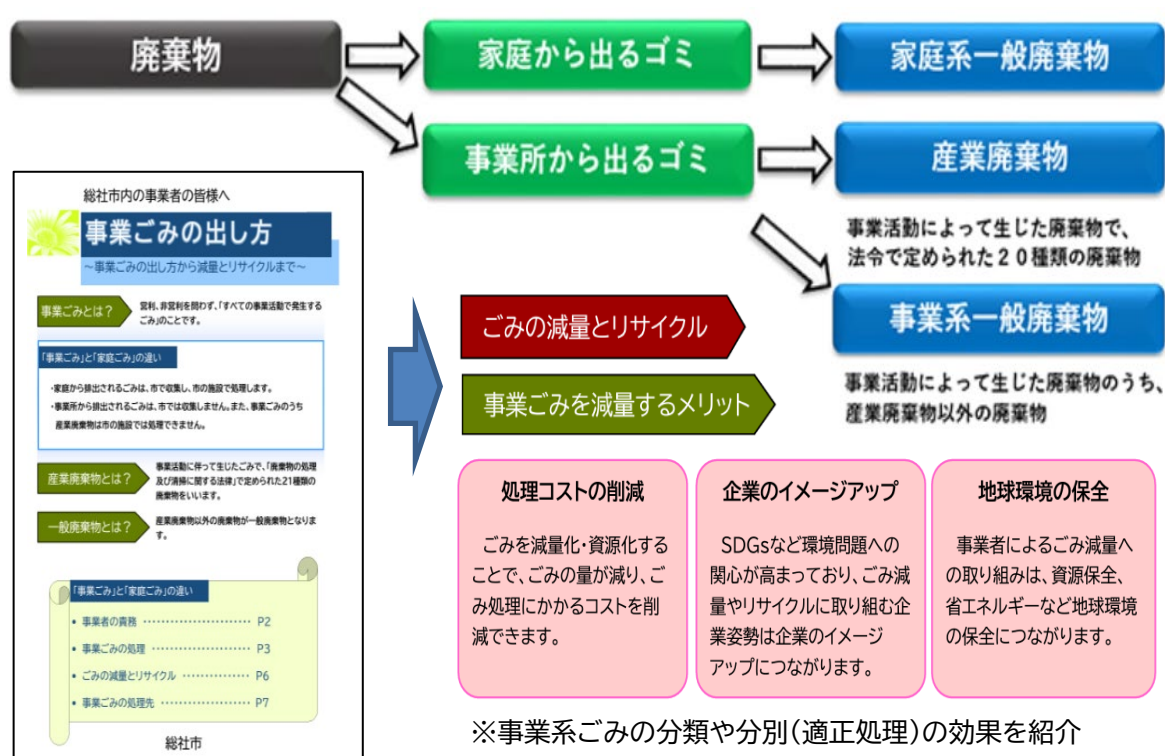 廃棄物
家庭から出るゴミ
家庭系一般廃棄物
事業所から出るゴミ
産業廃棄物
事業活動によって生じた廃棄物で、
法令で定められた20種類の廃棄物
事業系一般廃棄物
事業活動によって生じた廃棄物のうち、
産業廃棄物以外の廃棄物
総社市内の事業者の皆様へ
事業ごみの出し方
～事業ごみの出し方から減量とリサイクルまで～
事業ごみとは？
営利、非営利を問わず、「すべての事業活動で発生する
ごみ」のことです。
「事業ごみ」と「家庭ごみ」の違い
・家庭から排出されるごみは、市で収集し、市の施設で処理します。
・事業所から排出されるごみは、市では収集しません。また、事業ごみのうち
産業廃棄物は市の施設では処理できません。
産業廃棄物とは？
事業活動に伴って生じたごみで、「廃棄物の処理
及び清掃に関する法律」で定められた21種類の
廃棄物をいいます。
一般廃棄物とは？
産業廃棄物以外の廃棄物が一般廃棄物となりま
す。
「事業ごみ」と「家庭ごみ」の違い
• 事業者の責務 ……………………… P2
• 事業ごみの処理 …………………… P3
• ごみの減量とリサイクル …………… P6
• 事業ごみの処理先 ………………… P7
総社市
ごみの減量とリサイクル
事業ごみを減量するメリット
処理コストの削減
ごみを減量化・資源化する
ことで、ごみの量が減り、ご
み処理にかかるコストを削
減できます。
企業のイメージアップ
SDGsなど環境問題への
関心が高まっており、ごみ減
量やリサイクルに取り組む企
業姿勢は企業のイメージ
アップにつながります。
地球環境の保全
事業者によるごみ減量へ
の取り組みは、資源保全、
省エネルギーなど地球環境
の保全につながります。
※事業系ごみの分類や分別（適正処理）の効果を紹介